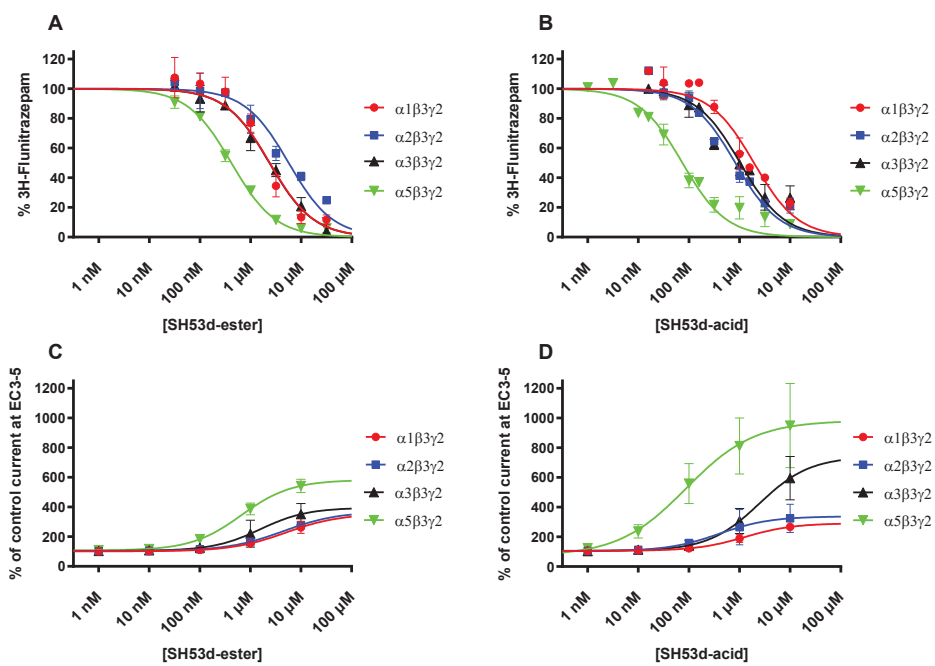 A
% 3H-Flunitrazepam
120
100
80
60
40
20
0
1 nM
10 nM
100 nM
1 µM
10 µM
100 µM
[SH53d-ester]
α1β3γ2
α2β3γ2
α3β3γ2
α5β3γ2
B
% 3H-Flunitrazepam
120
100
80
60
40
20
0
1 nM
10 nM
100 nM
1 µM
10 µM
100 µM
[SH53d-acid]
α1β3γ2
α2β3γ2
α3β3γ2
α5β3γ2
C
% of control current at EC3-5
1200
1000
800
600
400
200
0
1 nM
10 nM
100 nM
1 µM
10 µM
100 µM
[SH53d-ester]
α1β3γ2
α2β3γ2
α3β3γ2
α5β3γ2
D
% of control current at EC3-5
1200
1000
800
600
400
200
0
1 nM
10 nM
100 nM
1 µM
10 µM
100 µM
[SH53d-acid]
α1β3γ2
α2β3γ2
α3β3γ2
α5β3γ2